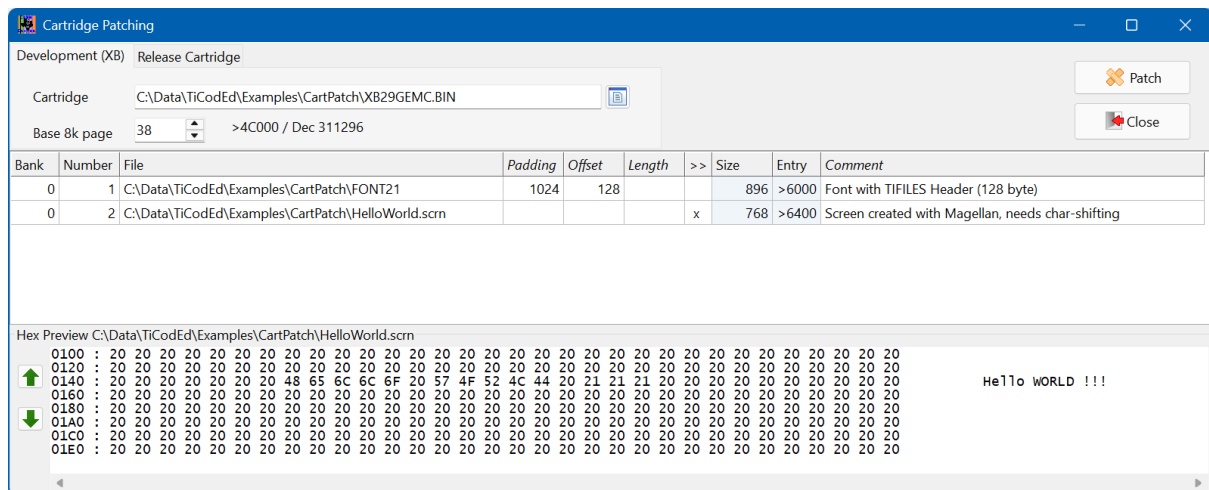 Cartridge Patching
Development (XB) Release Cartridge
Patch
Cartridge C:\Data\TiCodEd\Examples\CartPatch\XB29GEMC.BIN
Base 8k page 38 >4C000 / Dec 311296
Close
Bank Number File Padding Offset Length >> Size Entry Comment
0 1 C:\Data\TiCodEd\Examples\CartPatch\FONT21 1024 128 896 >6000 Font with TIFILES Header (128 byte)
0 2 C:\Data\TiCodEd\Examples\CartPatch\HelloWorld.scrn x 768 >6400 Screen created with Magellan, needs char-shifting
Hex Preview C:\Data\TiCodEd\Examples\CartPatch\HelloWorld.scrn
0100 : 20 20 20 20 20 20 20 20 20 20 20 20 20 20 20 20 20 20 20 20 20 20 20 20 20 20 20 20 20 20 20 20
0120 : 20 20 20 20 20 20 20 20 20 20 20 20 20 20 20 20 20 20 20 20 20 20 20 20 20 20 20 20 20 20 20 20
0140 : 20 20 20 20 20 20 20 48 65 6C 6C 6F 20 57 4F 52 4C 44 20 21 21 21 20 20 20 20 20 20 20 20 20 20 Hello WORLD !!!
0160 : 20 20 20 20 20 20 20 20 20 20 20 20 20 20 20 20 20 20 20 20 20 20 20 20 20 20 20 20 20 20 20 20
0180 : 20 20 20 20 20 20 20 20 20 20 20 20 20 20 20 20 20 20 20 20 20 20 20 20 20 20 20 20 20 20 20 20
01A0 : 20 20 20 20 20 20 20 20 20 20 20 20 20 20 20 20 20 20 20 20 20 20 20 20 20 20 20 20 20 20 20 20
01C0 : 20 20 20 20 20 20 20 20 20 20 20 20 20 20 20 20 20 20 20 20 20 20 20 20 20 20 20 20 20 20 20 20
01E0 : 20 20 20 20 20 20 20 20 20 20 20 20 20 20 20 20 20 20 20 20 20 20 20 20 20 20 20 20 20 20 20 20